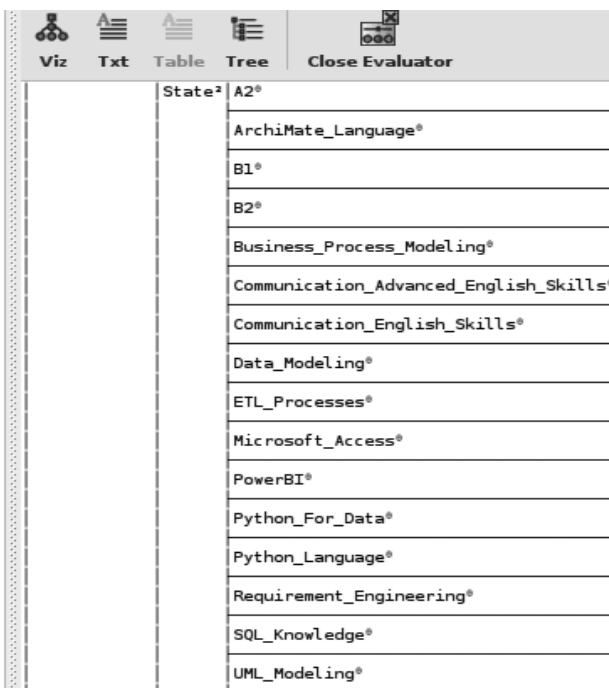 Viz Txt Table Tree Close Evaluator
State² A2⁰
ArchiMate_Language⁰
B1⁰
B2⁰
Business_Process_Modeling⁰
Communication_Advanced_English_Skills⁰
Communication_English_Skills⁰
Data_Modeling⁰
ETL_Processes⁰
Microsoft_Access⁰
PowerBI⁰
Python_For_Data⁰
Python_Language⁰
Requirement_Engineering⁰
SQL_Knowledge⁰
UML_Modeling⁰